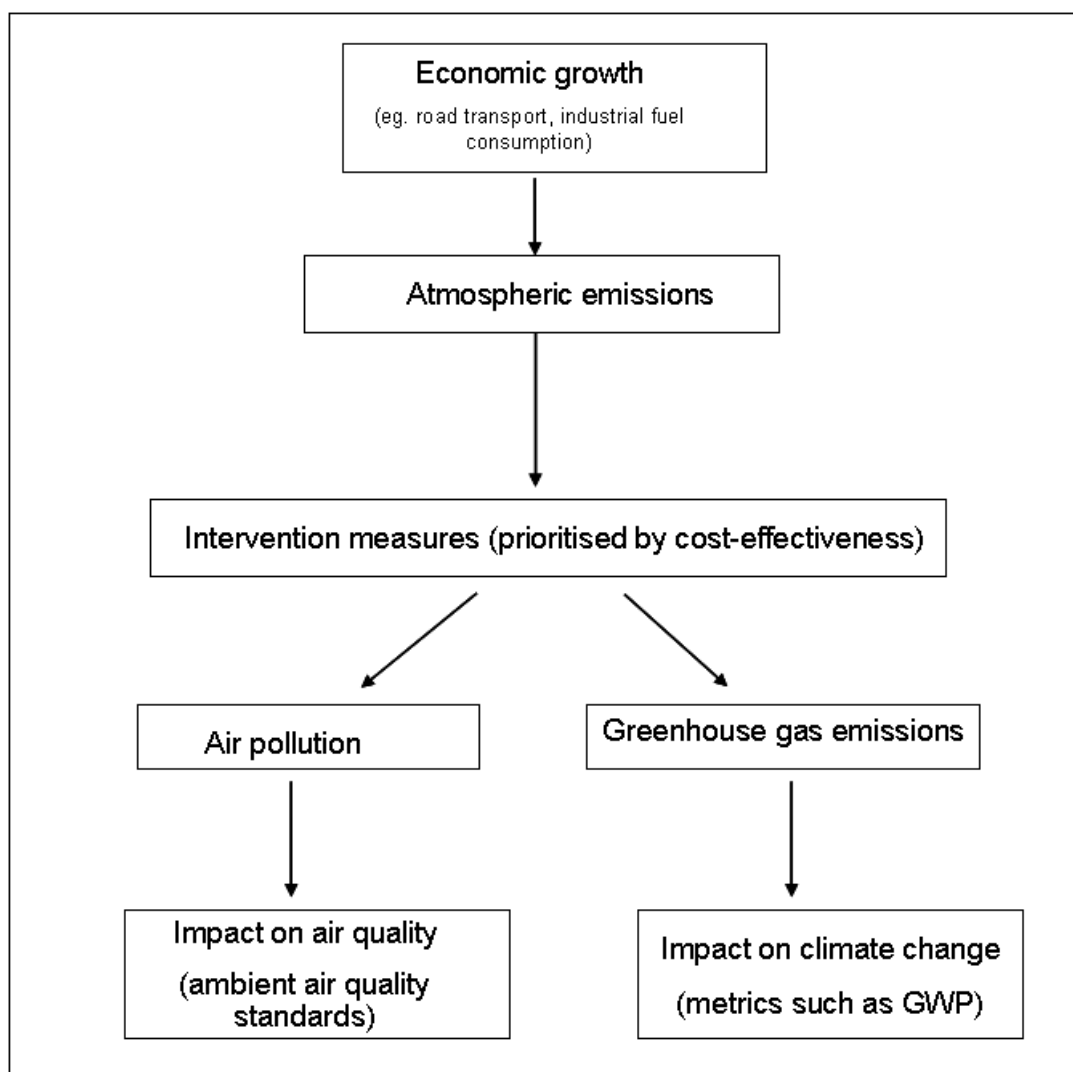 Economic growth
(eg. road transport, industrial fuel
consumption)
Atmospheric emissions
Intervention measures (prioritised by cost-effectiveness)
Air pollution
Greenhouse gas emissions
Impact on air quality
(ambient air quality
standards)
Impact on climate change
(metrics such as GWP)